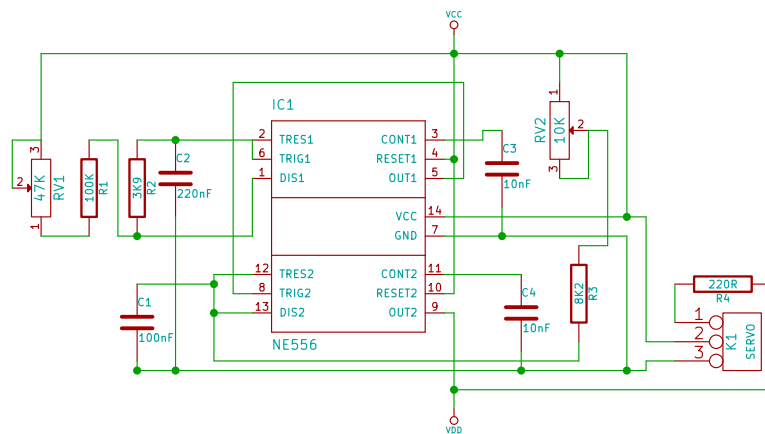 VCC
IC1
2 TRES1 CONT1 3
6 TRIG1 RESET1 4
1 DIS1 OUT1 5
VCC 14
GND 7
12 TRES2 CONT2 11
8 TRIG2 RESET2 10
13 DIS2 OUT2 9
NE556
3
2
1
47K
RV1
100K
R1
3K9
R2
C2
220nF
C3
10nF
1
2
3
RV2
10K
C1
100nF
C4
10nF
8K2
R3
220R
R4
1
2
3
K1
SERVO
VDD